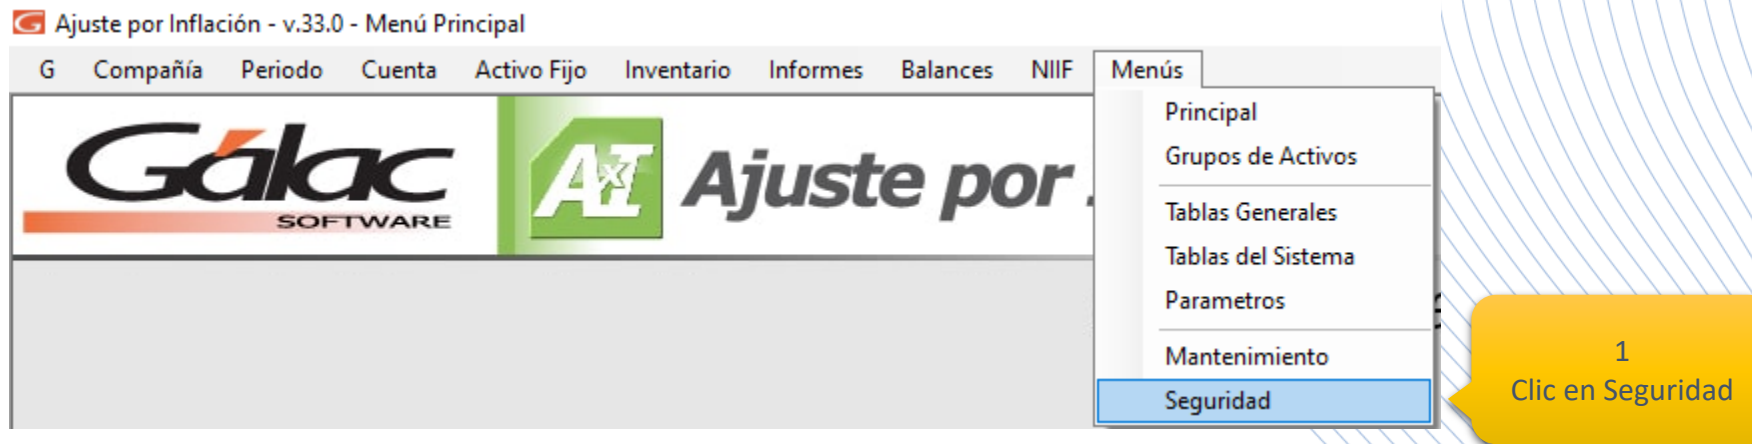 G Ajuste por Inflación - v.33.0 - Menú Principal
G Compañía Periodo Cuenta Activo Fijo Inventario Informes Balances NIIF Menús
Gálac
SOFTWARE
AxI
Ajuste por
Principal
Grupos de Activos
Tablas Generales
Tablas del Sistema
Parametros
Mantenimiento
Seguridad
1
Clic en Seguridad